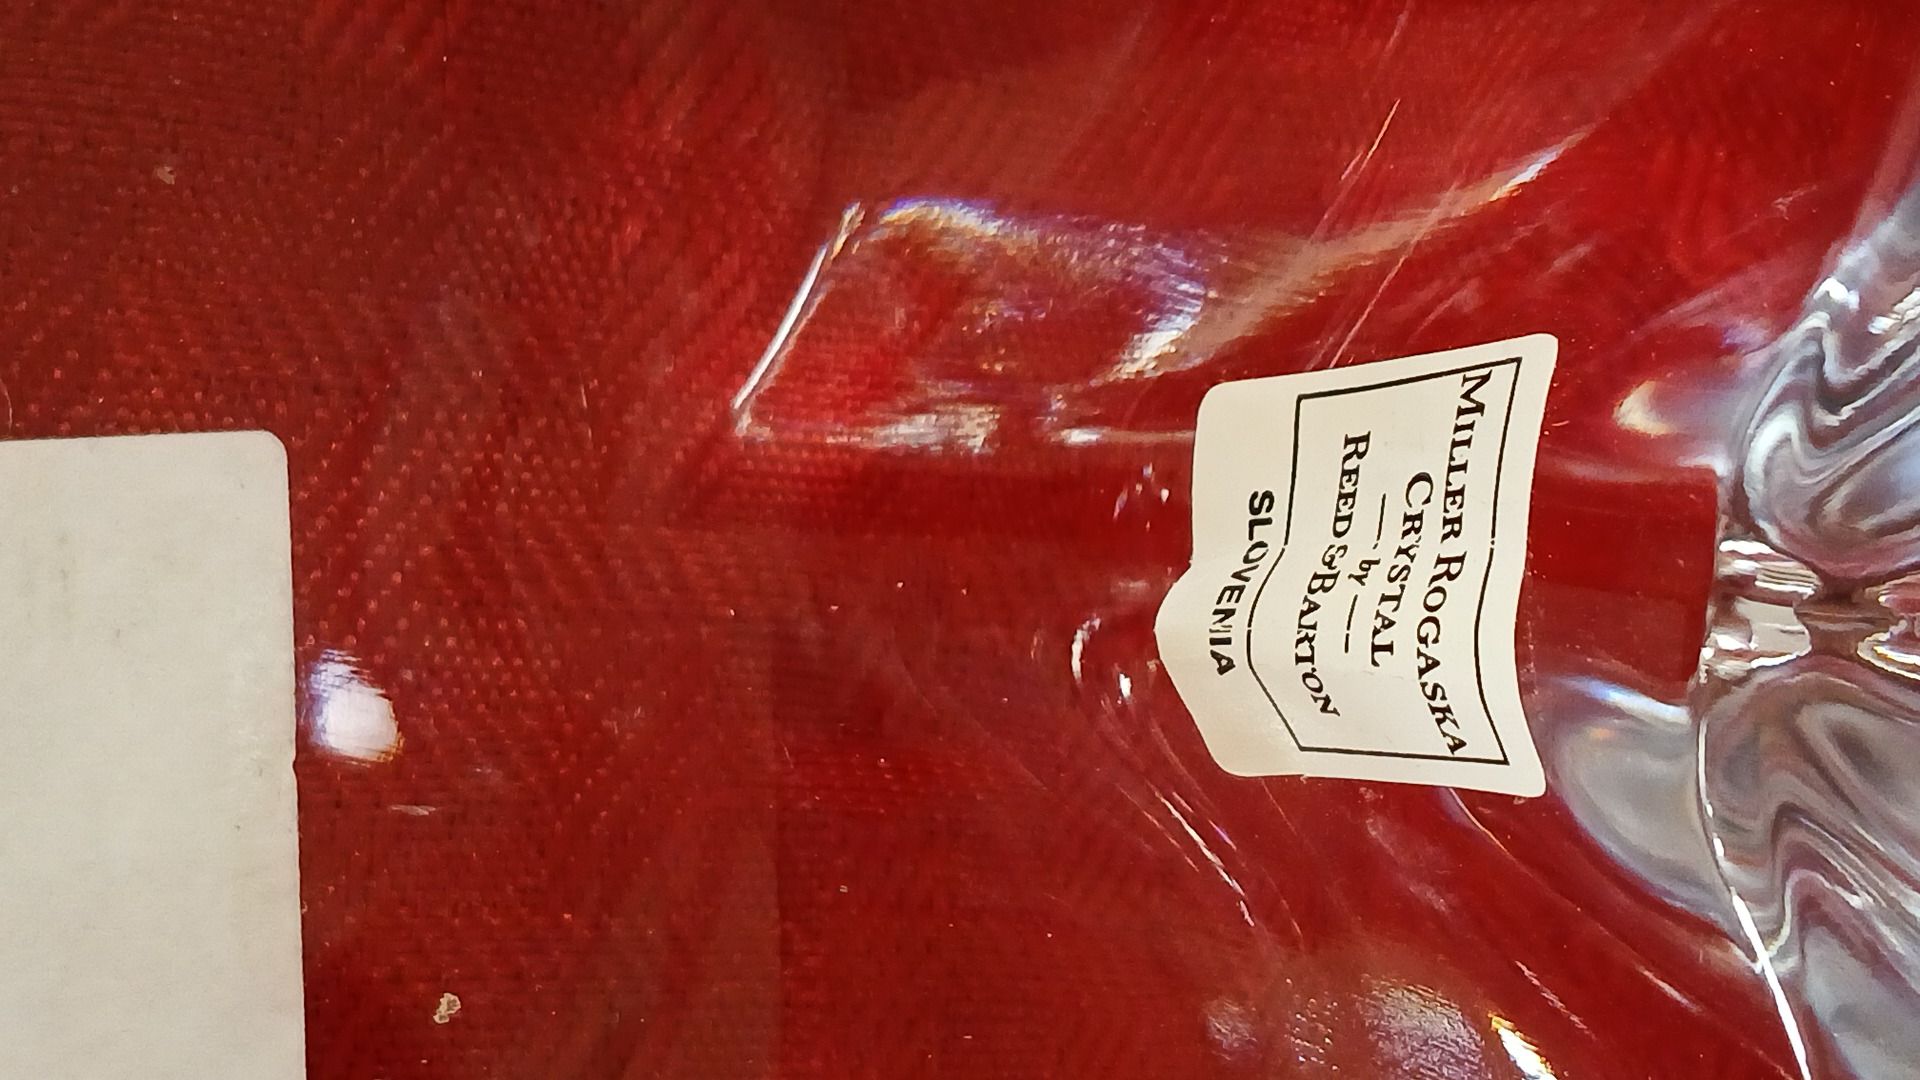 MILLER ROGASKA
CRYSTAL
— by —
REED & BARTON
SLOVENIA